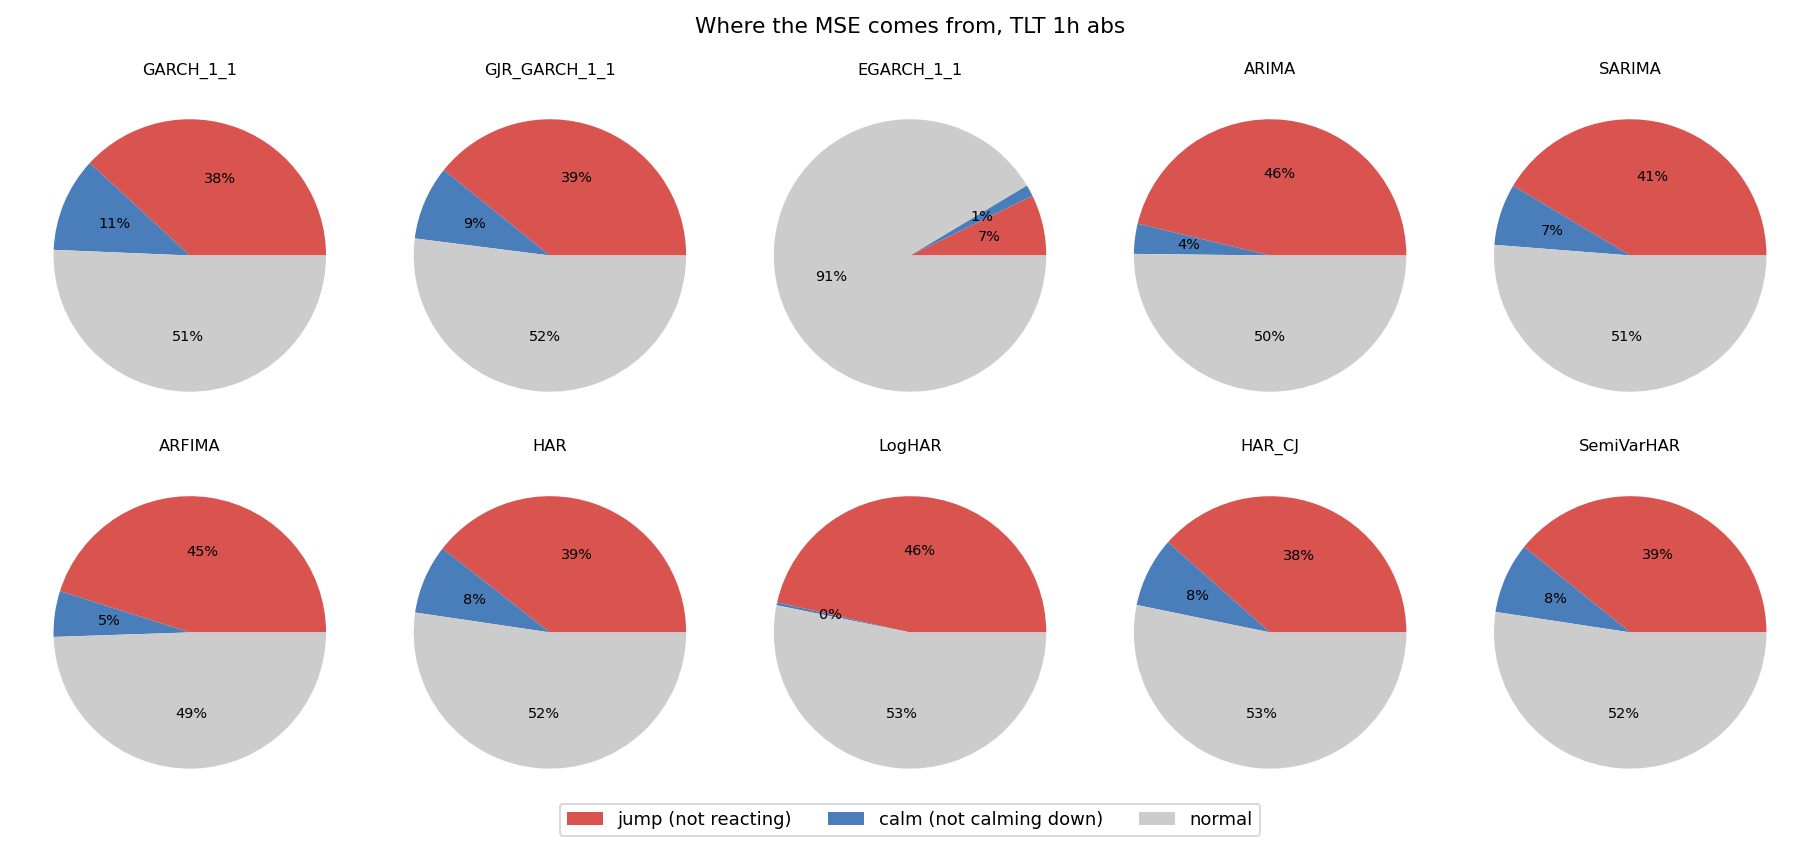 Where the MSE comes from, TLT 1h abs
GARCH_1_1
GJR_GARCH_1_1
EGARCH_1_1
ARIMA
SARIMA
38%
11%
51%
39%
9%
52%
1%
7%
91%
46%
4%
50%
41%
7%
51%
ARFIMA
HAR
LogHAR
HAR_CJ
SemiVarHAR
45%
5%
49%
39%
8%
52%
46%
0%
53%
38%
8%
53%
39%
8%
52%
jump (not reacting)
calm (not calming down)
normal